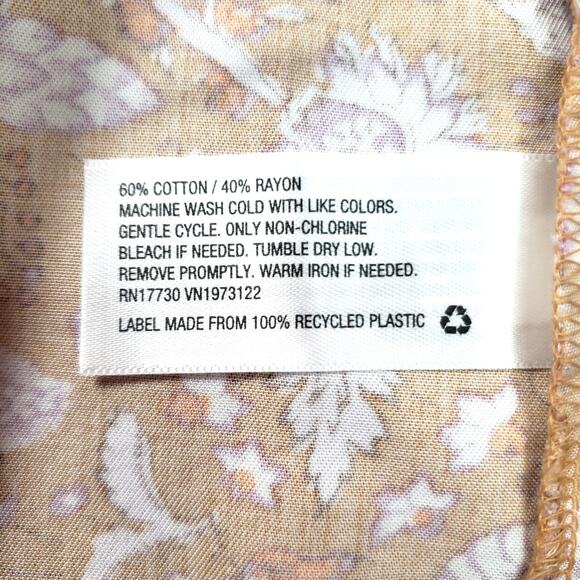 60% COTTON / 40% RAYON
MACHINE WASH COLD WITH LIKE COLORS.
GENTLE CYCLE. ONLY NON-CHLORINE
BLEACH IF NEEDED. TUMBLE DRY LOW.
REMOVE PROMPTLY. WARM IRON IF NEEDED.
RN17730 VN1973122
LABEL MADE FROM 100% RECYCLED PLASTIC